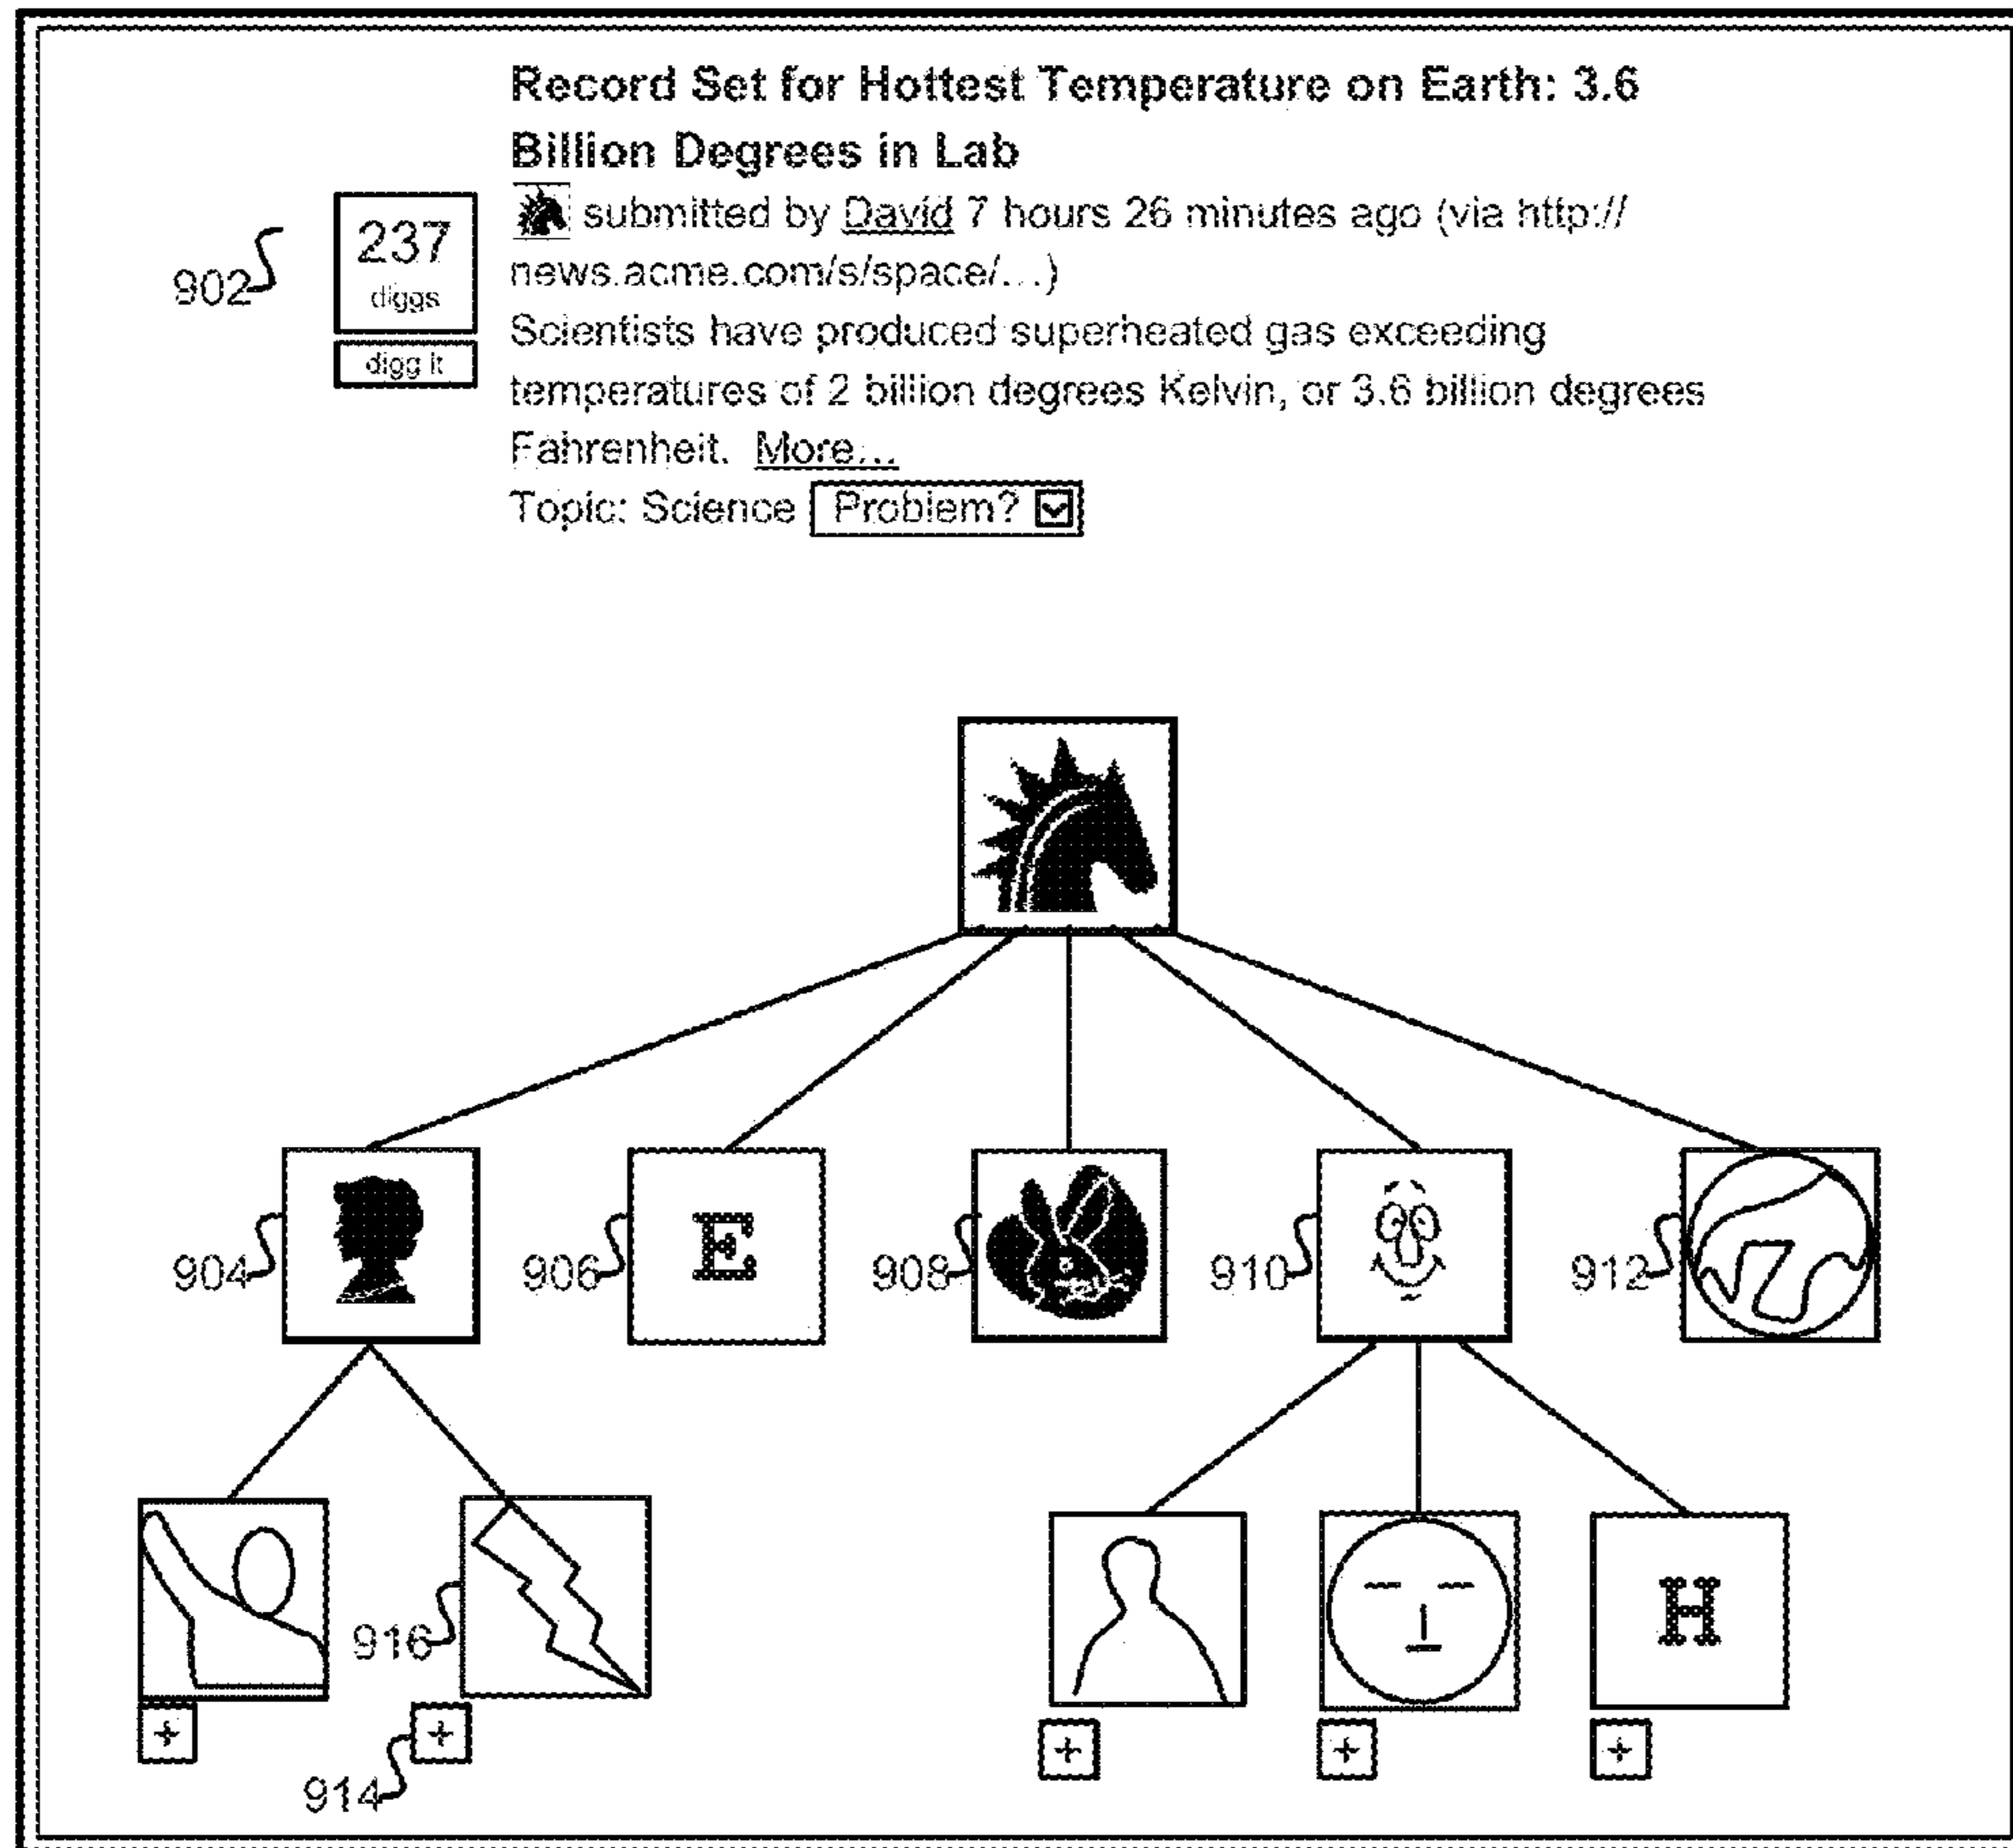 Record Set for Hottest Temperature on Earth: 3.6
Billion Degrees in Lab
submitted by David 7 hours 26 minutes ago (via http://
news.acme.com/s/space/...)
902
237
diggs
digg it
Scientists have produced superheated gas exceeding
temperatures of 2 billion degrees Kelvin, or 3.6 billion degrees
Fahrenheit. More...
Topic: Science Problem?
904
906
E
908
910
912
916
H
+
+
+
+
+
914